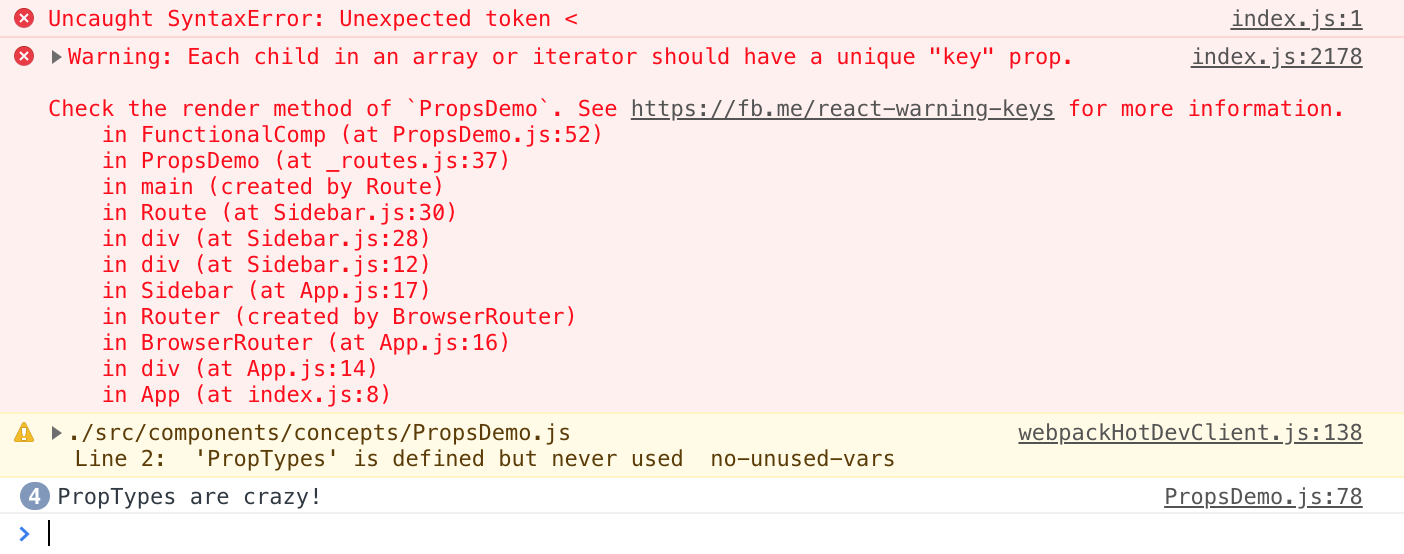 Uncaught SyntaxError: Unexpected token < index.js:1
Warning: Each child in an array or iterator should have a unique "key" prop. index.js:2178
Check the render method of `PropsDemo`. See https://fb.me/react-warning-keys for more information.
in FunctionalComp (at PropsDemo.js:52)
in PropsDemo (at _routes.js:37)
in main (created by Route)
in Route (at Sidebar.js:30)
in div (at Sidebar.js:28)
in div (at Sidebar.js:12)
in Sidebar (at App.js:17)
in Router (created by BrowserRouter)
in BrowserRouter (at App.js:16)
in div (at App.js:14)
in App (at index.js:8)
./src/components/concepts/PropsDemo.js webpackHotDevClient.js:138
Line 2:  'PropTypes' is defined but never used  no-unused-vars
4 PropTypes are crazy! PropsDemo.js:78